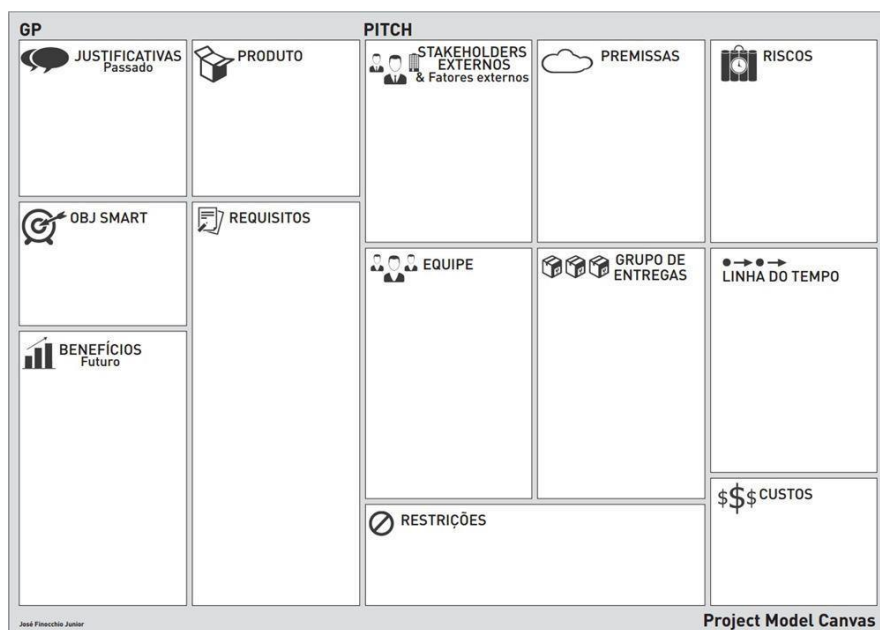 GP
PITCH
JUSTIFICATIVAS
Passado
PRODUTO
STAKEHOLDERS
EXTERNOS
& Fatores externos
PREMISSAS
RISCOS
OBJ SMART
REQUISITOS
EQUIPE
GRUPO DE
ENTREGAS
LINHA DO TEMPO
BENEFÍCIOS
Futuro
$$$ CUSTOS
RESTRIÇÕES
José Finocchio Junior
Project Model Canvas